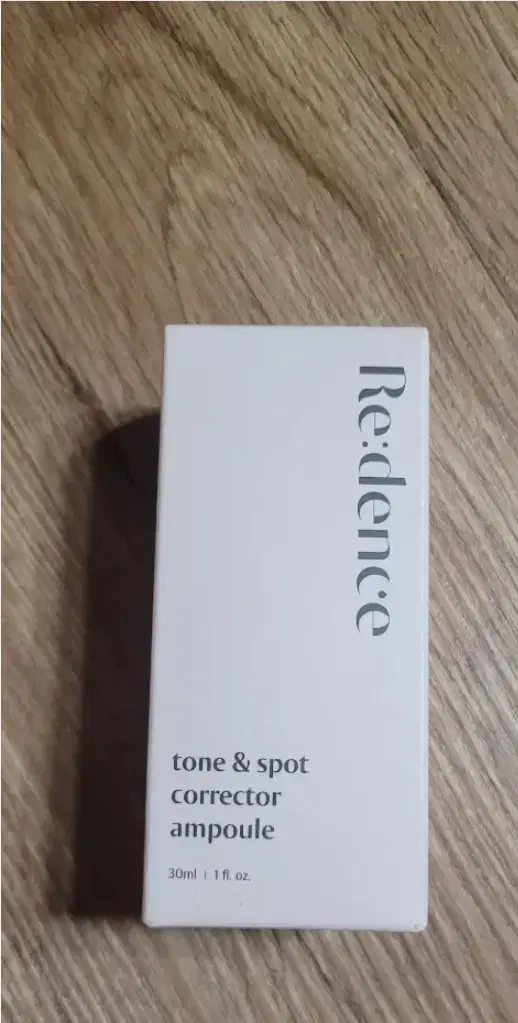 Re:dence
tone & spot
corrector
ampoule
30ml | 1 fl. oz.